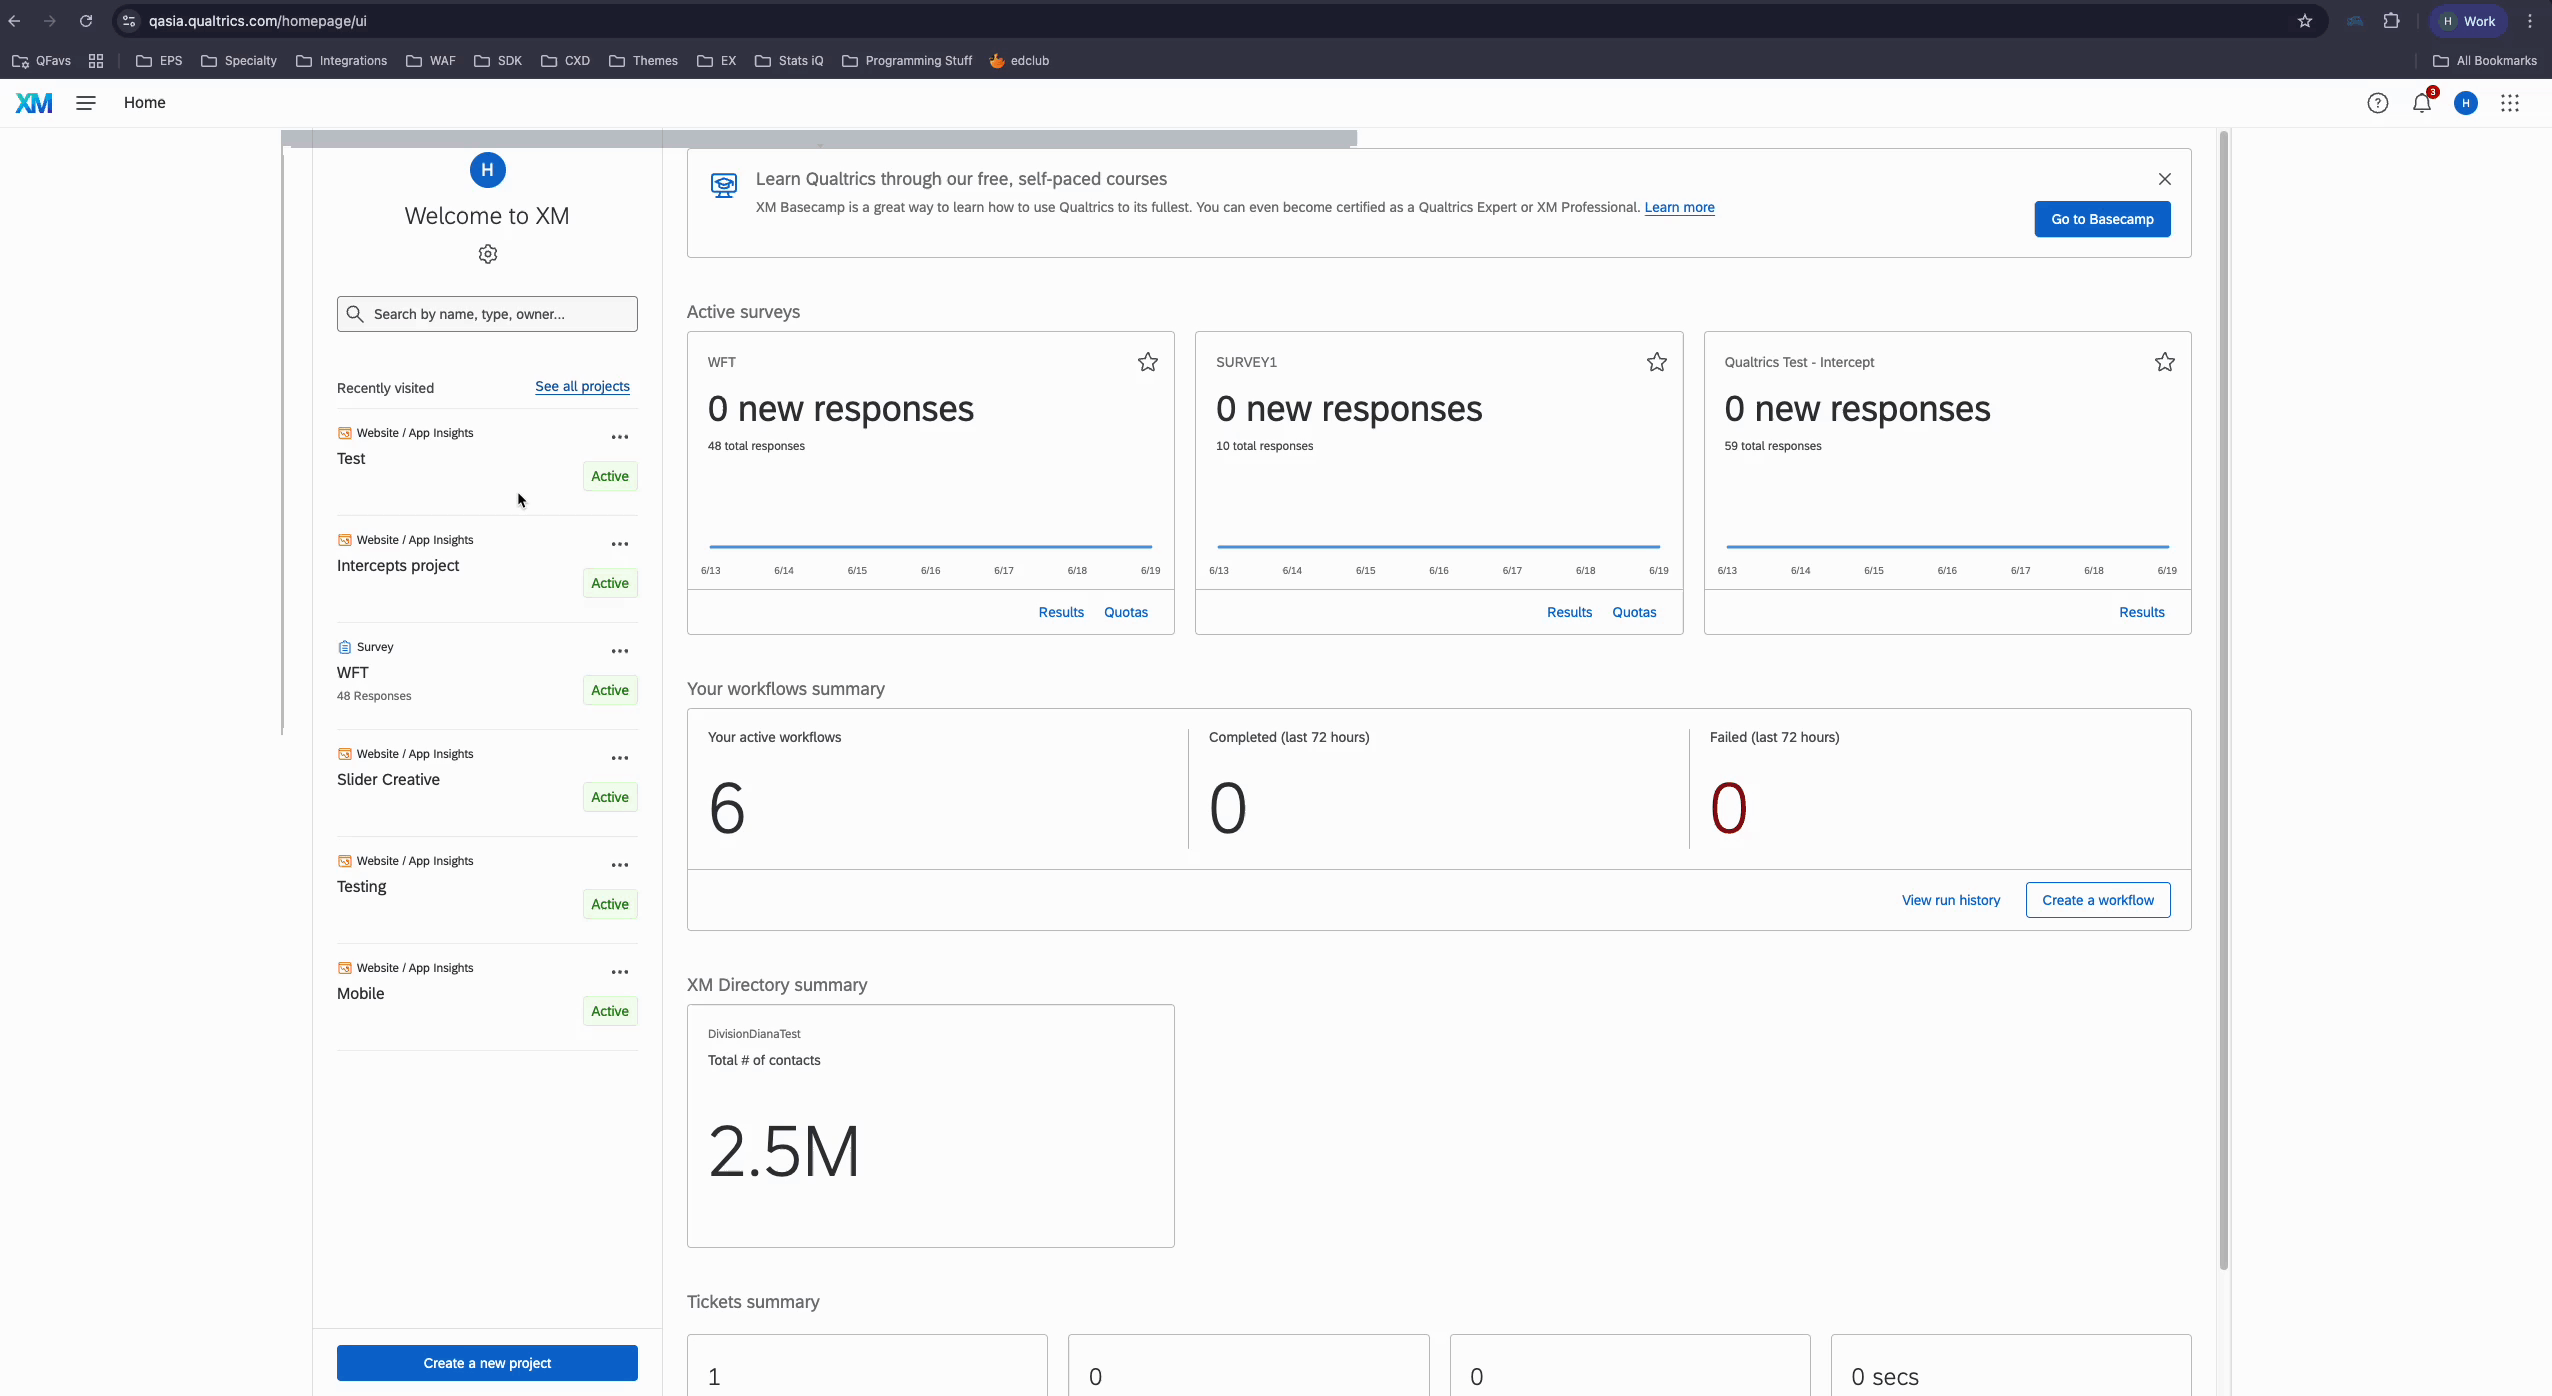 qasia.qualtrics.com/homepage/ui
H Work
QFavs EPS Specialty Integrations WAF SDK CXD Themes EX Stats iQ Programming Stuff edclub All Bookmarks
XM Home
? 3 H
H
Welcome to XM
Search by name, type, owner...
Recently visited See all projects
Website / App Insights
Test
Active
Website / App Insights
Intercepts project
Active
Survey
WFT
48 Responses
Active
Website / App Insights
Slider Creative
Active
Website / App Insights
Testing
Active
Website / App Insights
Mobile
Active
Create a new project
Learn Qualtrics through our free, self-paced courses
XM Basecamp is a great way to learn how to use Qualtrics to its fullest. You can even become certified as a Qualtrics Expert or XM Professional. Learn more
Go to Basecamp
Active surveys
WFT
0 new responses
48 total responses
6/13 6/14 6/15 6/16 6/17 6/18 6/19
Results Quotas
SURVEY1
0 new responses
10 total responses
6/13 6/14 6/15 6/16 6/17 6/18 6/19
Results Quotas
Qualtrics Test - Intercept
0 new responses
59 total responses
6/13 6/14 6/15 6/16 6/17 6/18 6/19
Results
Your workflows summary
Your active workflows
6
Completed (last 72 hours)
0
Failed (last 72 hours)
0
View run history Create a workflow
XM Directory summary
DivisionDianaTest
Total # of contacts
2.5M
Tickets summary
1 0 0 0 secs